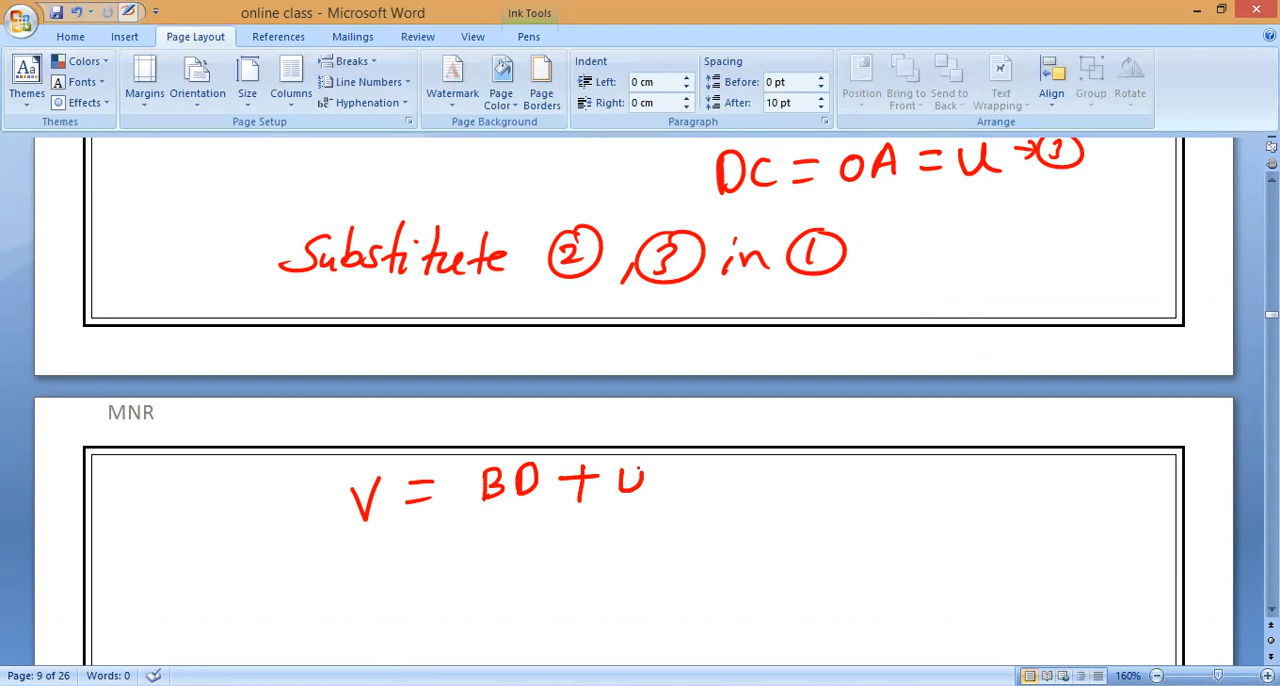 online class - Microsoft Word
Ink Tools
Home Insert Page Layout References Mailings Review View Pens
Themes
Colors
Fonts
Effects
Themes
Margins
Orientation
Size
Columns
Breaks
Line Numbers
Hyphenation
Page Setup
Watermark
Page Color
Page Borders
Page Background
Indent
Left: 0 cm
Right: 0 cm
Spacing
Before: 0 pt
After: 10 pt
Paragraph
Position
Bring to Front
Send to Back
Text Wrapping
Align
Group
Rotate
Arrange
DC = OA = u → ③
Substitute ② , ③ in ①
MNR
V = BD + u
Page: 9 of 26 Words: 0 160%